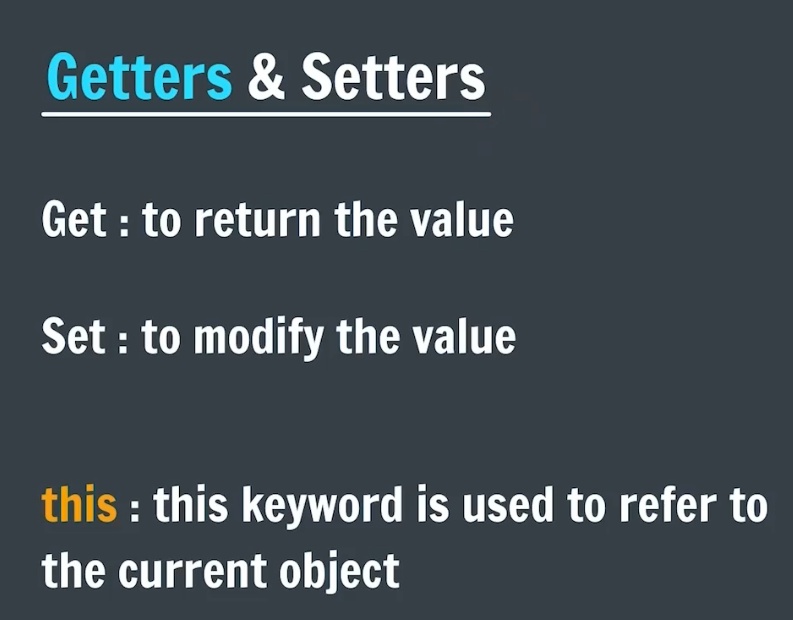 Getters & Setters
Get : to return the value
Set : to modify the value
this : this keyword is used to refer to
the current object